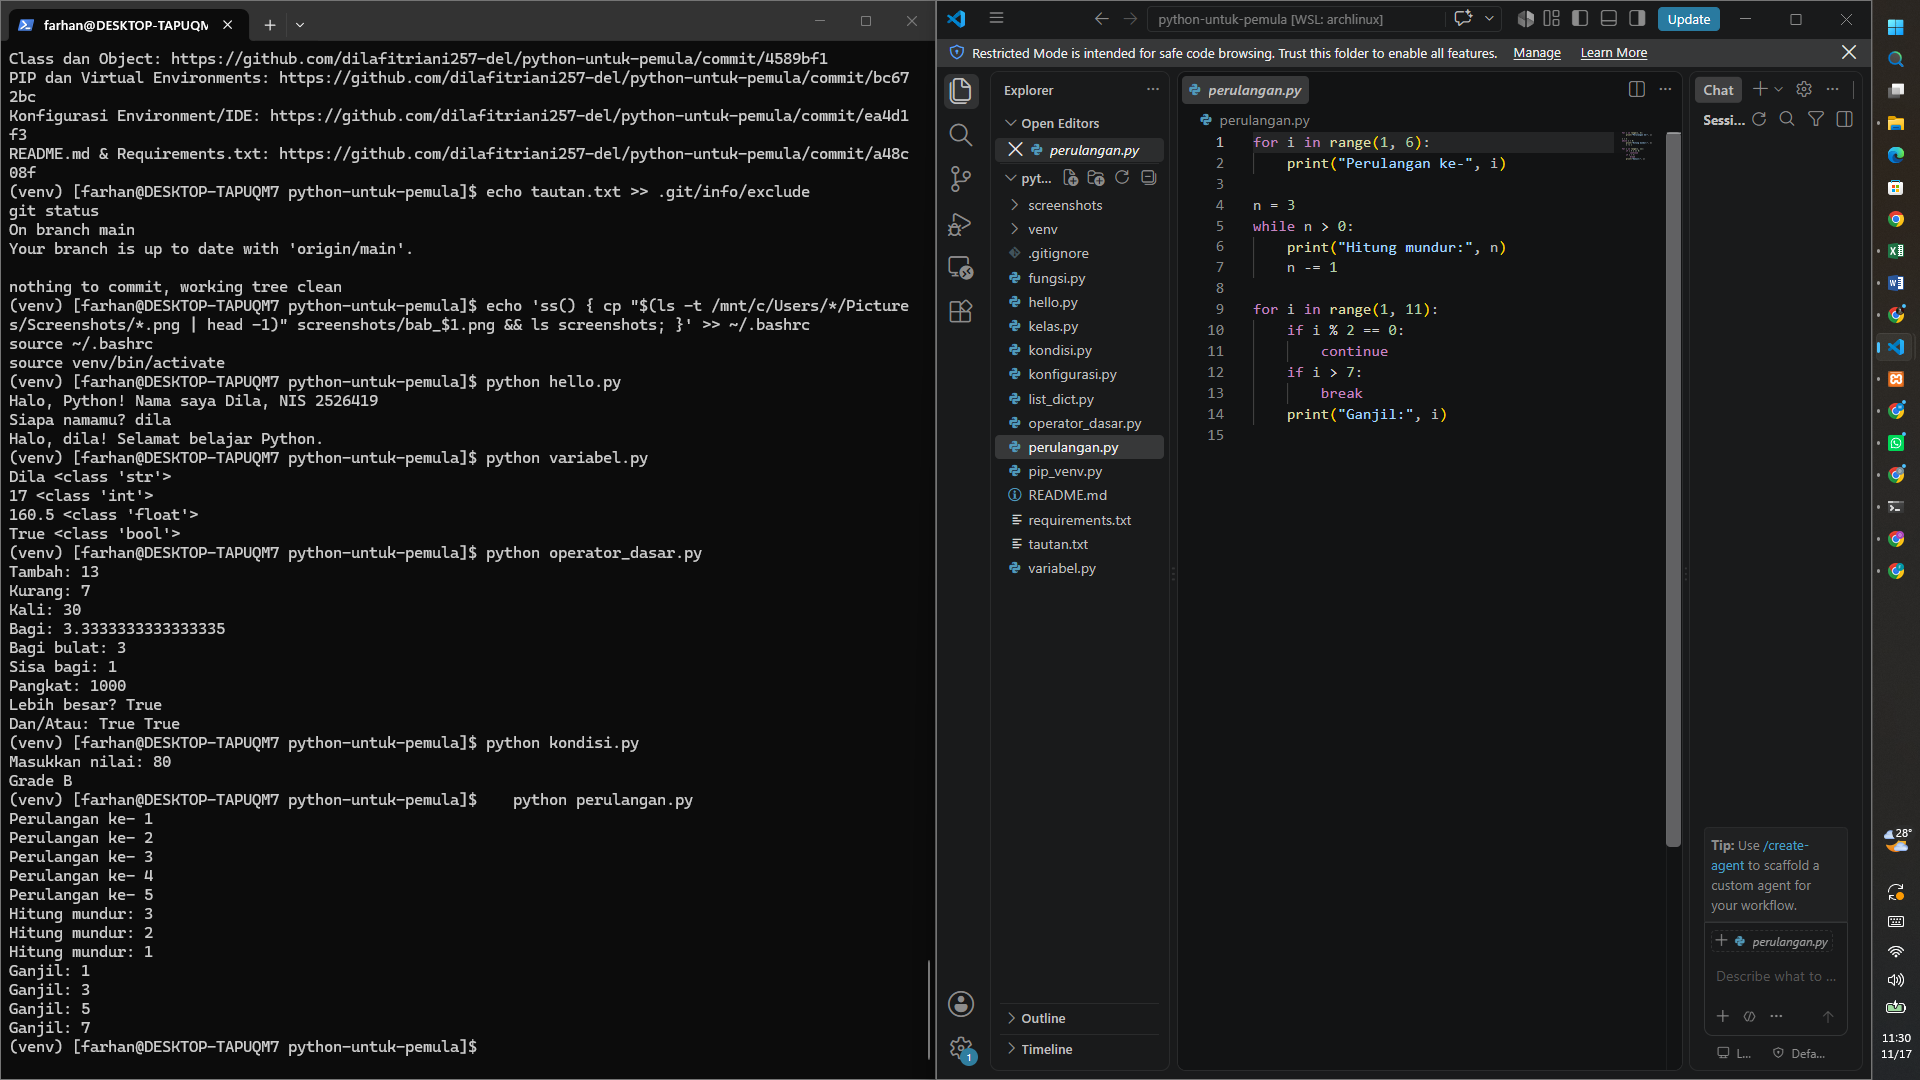 farhan@DESKTOP-TAPUQM
Class dan Object: https://github.com/dilafitriani257-del/python-untuk-pemula/commit/4589bf1
PIP dan Virtual Environments: https://github.com/dilafitriani257-del/python-untuk-pemula/commit/bc67
2bc
Konfigurasi Environment/IDE: https://github.com/dilafitriani257-del/python-untuk-pemula/commit/ea4d1
f3
README.md & Requirements.txt: https://github.com/dilafitriani257-del/python-untuk-pemula/commit/a48c
08f
(venv) [farhan@DESKTOP-TAPUQM7 python-untuk-pemula]$ echo tautan.txt >> .git/info/exclude
git status
On branch main
Your branch is up to date with 'origin/main'.
nothing to commit, working tree clean
(venv) [farhan@DESKTOP-TAPUQM7 python-untuk-pemula]$ echo 'ss() { cp "$(ls -t /mnt/c/Users/*/Picture
s/Screenshots/*.png | head -1)" screenshots/bab_$1.png && ls screenshots; }' >> ~/.bashrc
source ~/.bashrc
source venv/bin/activate
(venv) [farhan@DESKTOP-TAPUQM7 python-untuk-pemula]$ python hello.py
Halo, Python! Nama saya Dila, NIS 2526419
Siapa namamu? dila
Halo, dila! Selamat belajar Python.
(venv) [farhan@DESKTOP-TAPUQM7 python-untuk-pemula]$ python variabel.py
Dila <class 'str'>
17 <class 'int'>
160.5 <class 'float'>
True <class 'bool'>
(venv) [farhan@DESKTOP-TAPUQM7 python-untuk-pemula]$ python operator_dasar.py
Tambah: 13
Kurang: 7
Kali: 30
Bagi: 3.3333333333333335
Bagi bulat: 3
Sisa bagi: 1
Pangkat: 1000
Lebih besar? True
Dan/Atau: True True
(venv) [farhan@DESKTOP-TAPUQM7 python-untuk-pemula]$ python kondisi.py
Masukkan nilai: 80
Grade B
(venv) [farhan@DESKTOP-TAPUQM7 python-untuk-pemula]$    python perulangan.py
Perulangan ke- 1
Perulangan ke- 2
Perulangan ke- 3
Perulangan ke- 4
Perulangan ke- 5
Hitung mundur: 3
Hitung mundur: 2
Hitung mundur: 1
Ganjil: 1
Ganjil: 3
Ganjil: 5
Ganjil: 7
(venv) [farhan@DESKTOP-TAPUQM7 python-untuk-pemula]$
python-untuk-pemula [WSL: archlinux]
Update
Restricted Mode is intended for safe code browsing. Trust this folder to enable all features. Manage Learn More
Explorer
Open Editors
perulangan.py
pyt...
screenshots
venv
.gitignore
fungsi.py
hello.py
kelas.py
kondisi.py
konfigurasi.py
list_dict.py
operator_dasar.py
perulangan.py
pip_venv.py
README.md
requirements.txt
tautan.txt
variabel.py
Outline
Timeline
1
perulangan.py
perulangan.py
1 for i in range(1, 6):
2     print("Perulangan ke-", i)
3
4 n = 3
5 while n > 0:
6     print("Hitung mundur:", n)
7     n -= 1
8
9 for i in range(1, 11):
10     if i % 2 == 0:
11         continue
12     if i > 7:
13         break
14     print("Ganjil:", i)
15
Chat
Sessi...
Tip: Use /create-
agent to scaffold a
custom agent for
your workflow.
perulangan.py
Describe what to ...
L... Defa...
28°
11:30
11/17